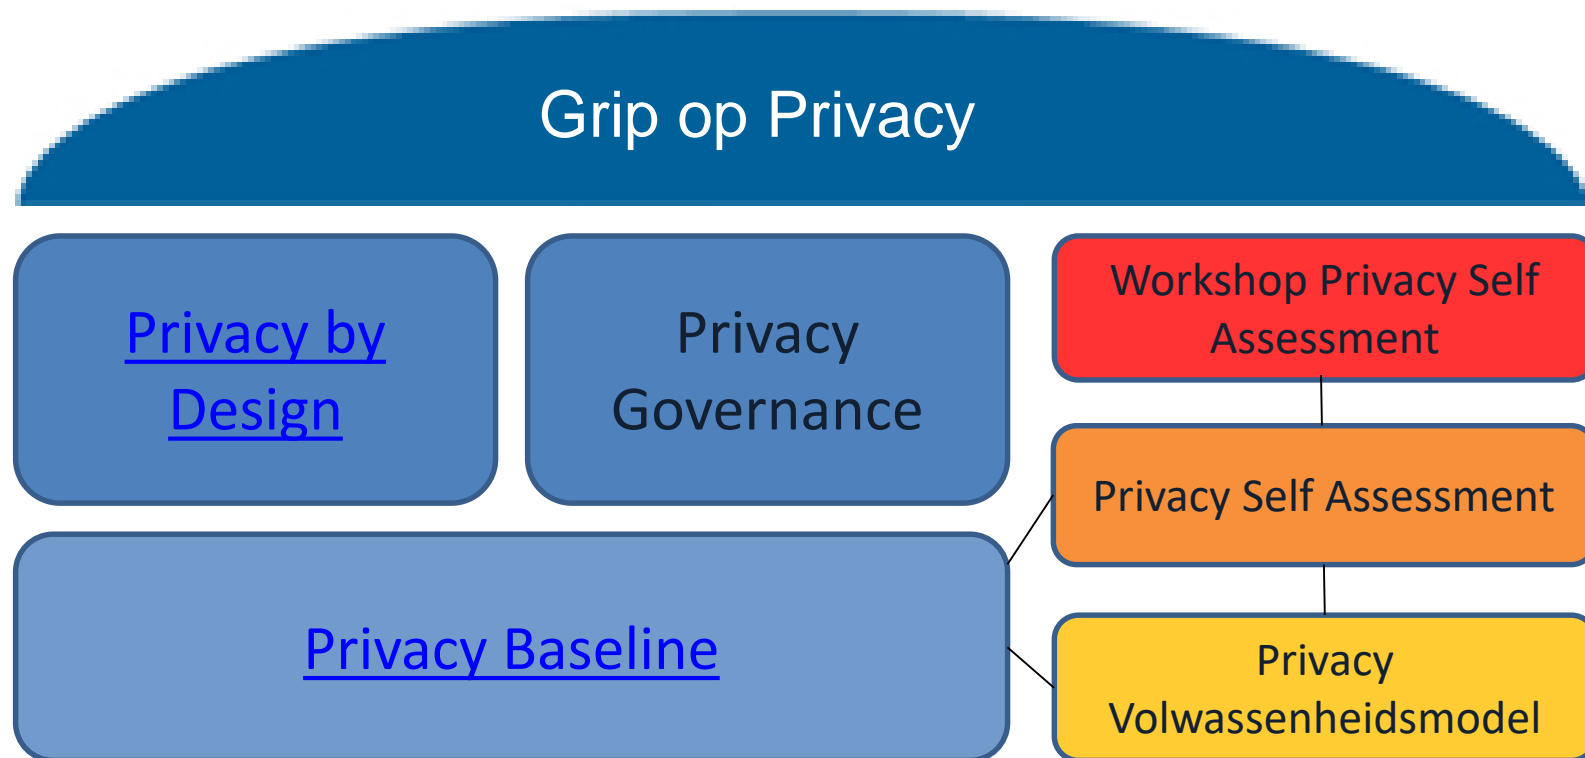 Grip op Privacy
Privacy by
Design
Privacy
Governance
Workshop Privacy Self
Assessment
Privacy Self Assessment
Privacy Baseline
Privacy
Volwassenheidsmodel